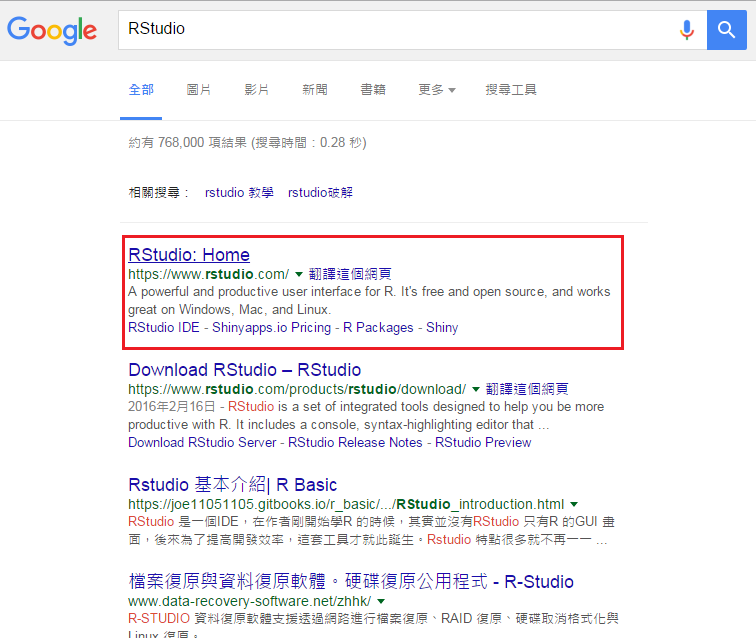 Google
RStudio
全部 圖片 影片 新聞 書籍 更多 搜尋工具
約有 768,000 項結果 (搜尋時間：0.28 秒)
相關搜尋： rstudio 教學 rstudio破解
RStudio: Home
https://www.rstudio.com/ 翻譯這個網頁
A powerful and productive user interface for R. It's free and open source, and works
great on Windows, Mac, and Linux.
RStudio IDE - Shinyapps.io Pricing - R Packages - Shiny
Download RStudio – RStudio
https://www.rstudio.com/products/rstudio/download/ 翻譯這個網頁
2016年2月16日 - RStudio is a set of integrated tools designed to help you be more
productive with R. It includes a console, syntax-highlighting editor that ...
Download RStudio Server - RStudio Release Notes - RStudio Preview
Rstudio 基本介紹| R Basic
https://joe11051105.gitbooks.io/r_basic/.../RStudio_introduction.html
RStudio 是一個IDE，在作者剛開始學R 的時候，其實並沒有RStudio 只有R 的GUI 畫
面，後來為了提高開發效率，這套工具才就此誕生。Rstudio 特點很多就不再一一 ...
檔案復原與資料復原軟體。硬碟復原公用程式 - R-Studio
www.data-recovery-software.net/zhhk/
R-STUDIO 資料復原軟體支援透過網路進行檔案復原、RAID 復原、硬碟取消格式化與
Linux 復原。